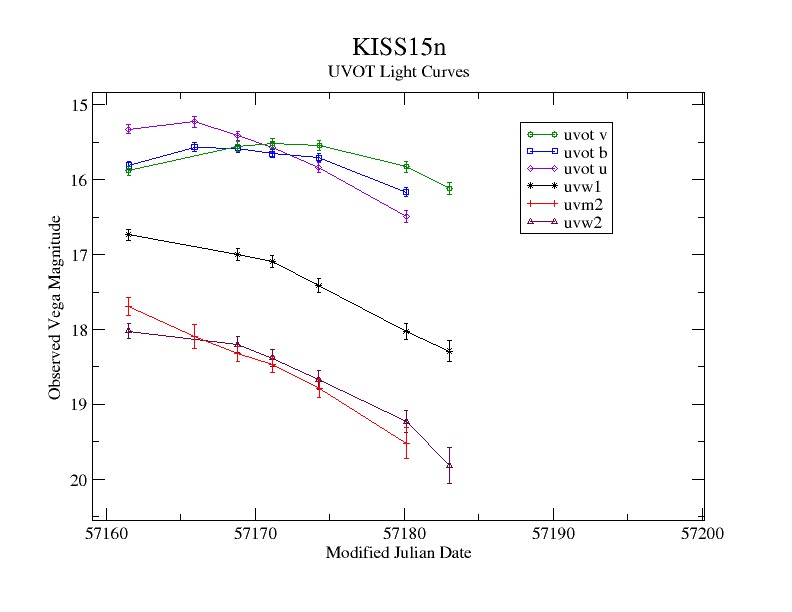 KISS15n
UVOT Light Curves
Observed Vega Magnitude
15
16
17
18
19
20
uvot v
uvot b
uvot u
uvw1
uvm2
uvw2
57160 57170 57180 57190 57200
Modified Julian Date